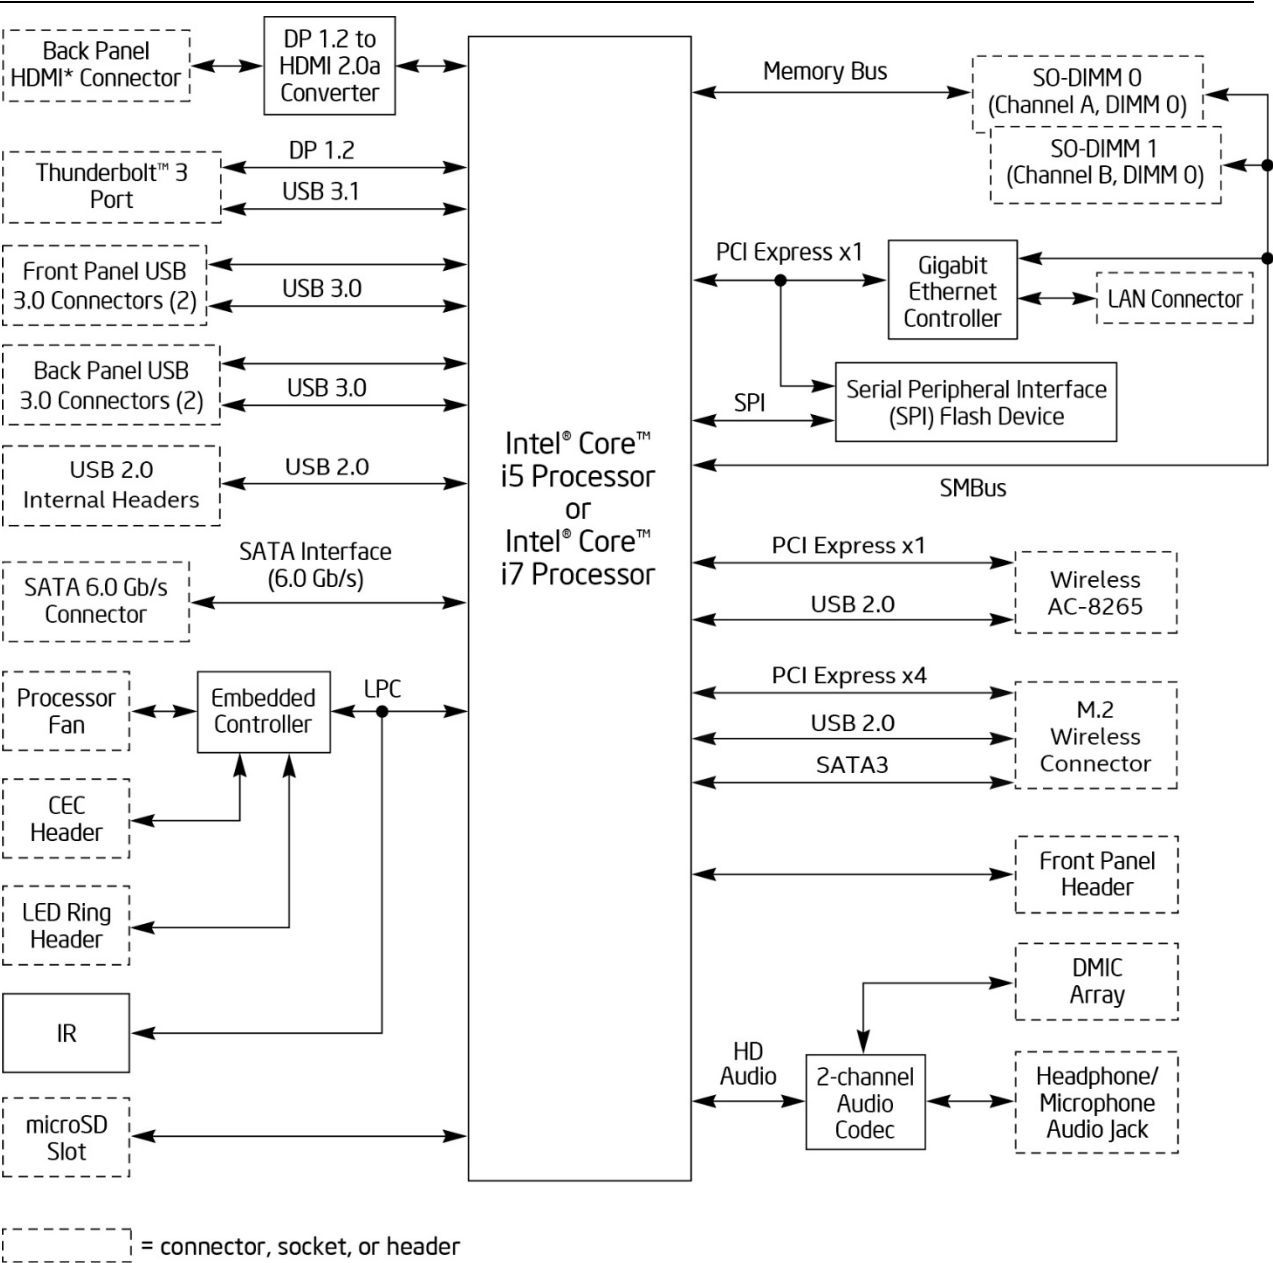 Back Panel
HDMI* Connector
DP 1.2 to
HDMI 2.0a
Converter
Thunderbolt™ 3
Port
DP 1.2
USB 3.1
Front Panel USB
3.0 Connectors (2)
USB 3.0
Back Panel USB
3.0 Connectors (2)
USB 3.0
USB 2.0
Internal Headers
USB 2.0
SATA 6.0 Gb/s
Connector
SATA Interface
(6.0 Gb/s)
Processor
Fan
Embedded
Controller
LPC
CEC
Header
LED Ring
Header
IR
microSD
Slot
Intel® Core™
i5 Processor
or
Intel® Core™
i7 Processor
Memory Bus
SO-DIMM 0
(Channel A, DIMM 0)
SO-DIMM 1
(Channel B, DIMM 0)
PCI Express x1
Gigabit
Ethernet
Controller
LAN Connector
Serial Peripheral Interface
(SPI) Flash Device
SPI
SMBus
PCI Express x1
USB 2.0
Wireless
AC-8265
PCI Express x4
USB 2.0
SATA3
M.2
Wireless
Connector
Front Panel
Header
DMIC
Array
HD
Audio
2-channel
Audio
Codec
Headphone/
Microphone
Audio Jack
= connector, socket, or header